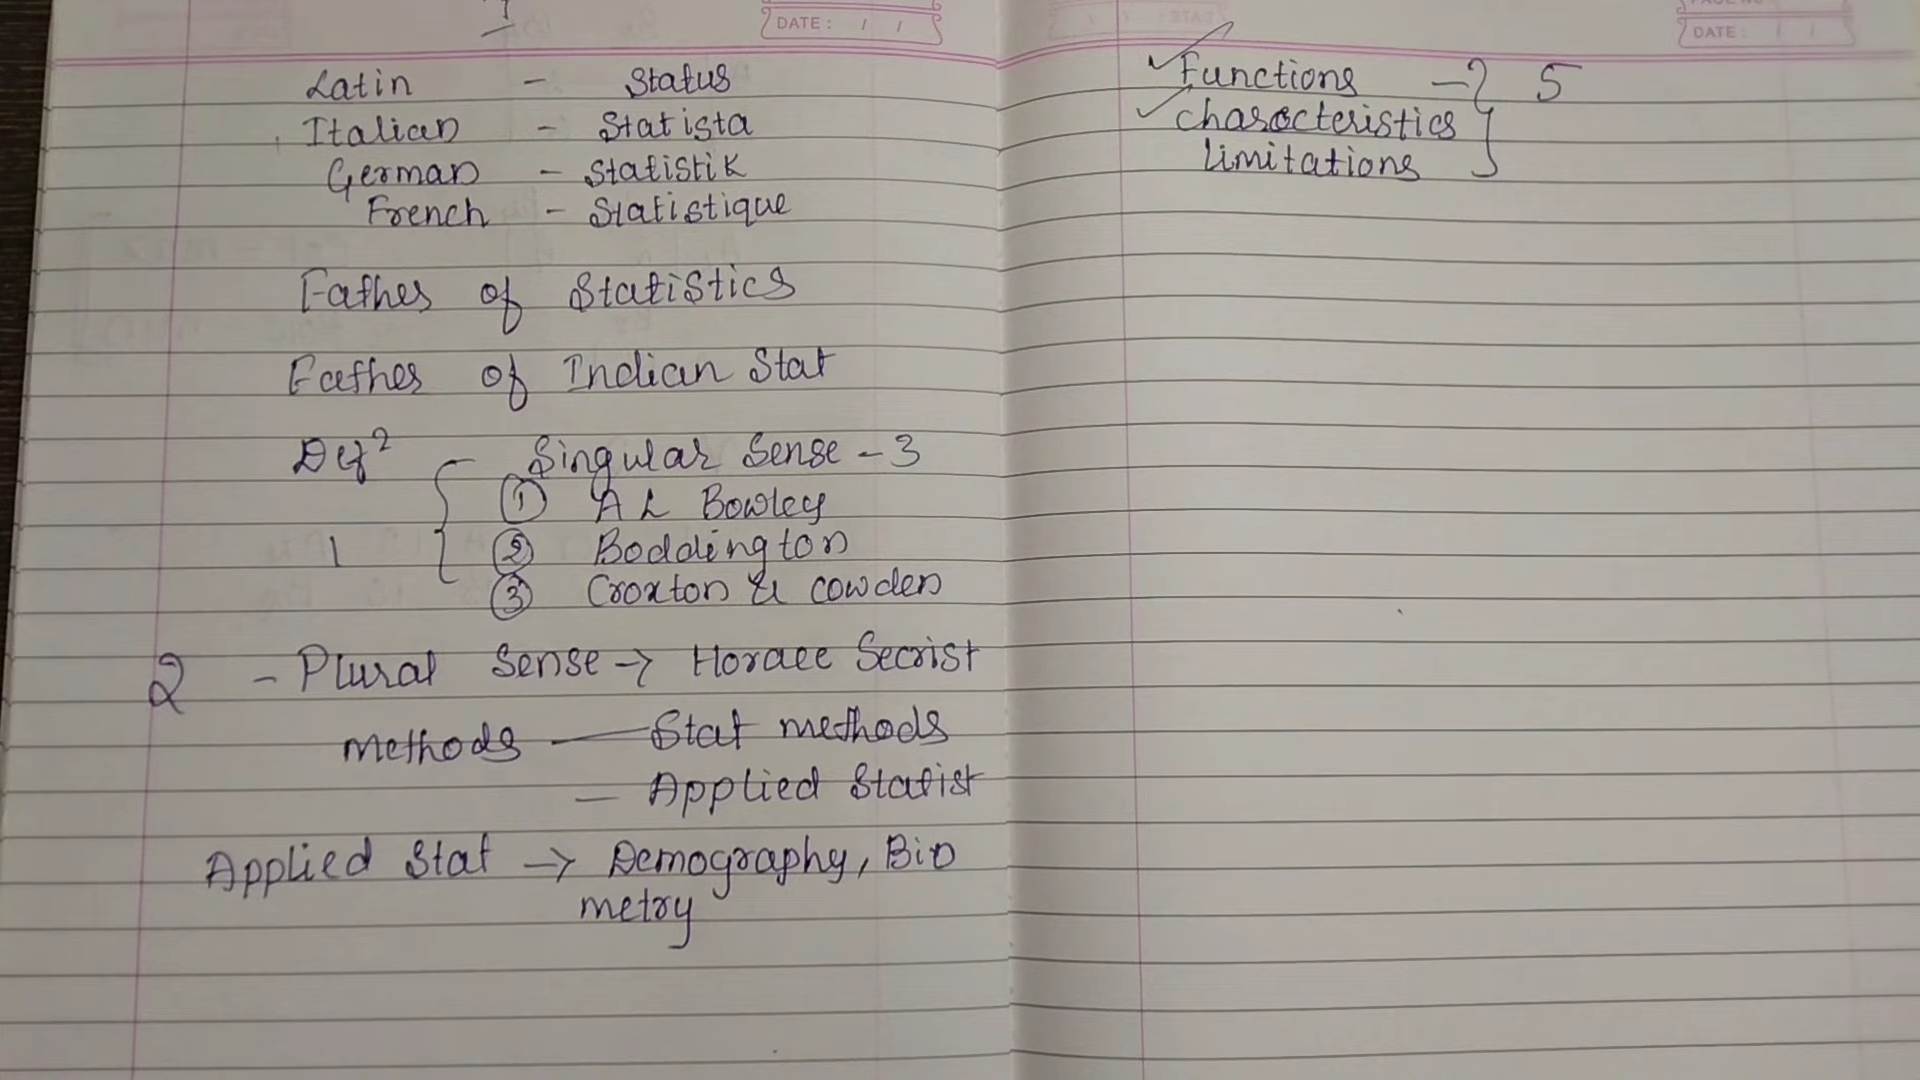 I
DATE: / /
Latin - Status
Italian - Statista
German - Statistik
French - Statistique
Father of Statistics
Father of Indian Stat
Def² Singular Sense - 3
① A L Bowley
1 ② Boddington
③ Croxton & Cowden
2 - Plural Sense → Horace Secrist
Methods — Stat methods
— Applied Statist
Applied Stat → Demography, Bio
metry
DATE: / /
✓ Functions - } 5
✓ characteristics
limitations